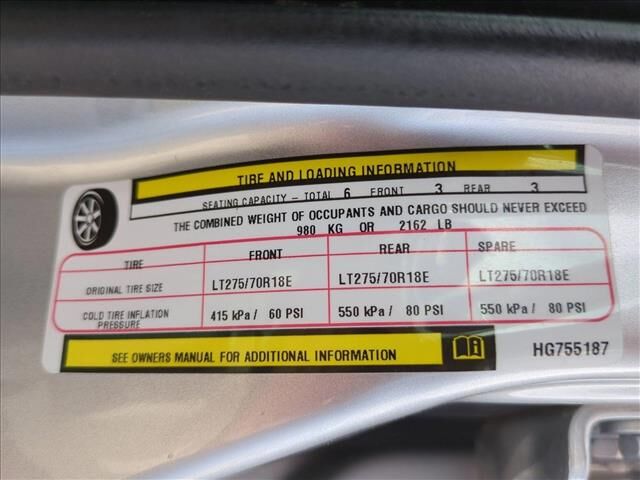 TIRE AND LOADING INFORMATION
SEATING CAPACITY - TOTAL 6 FRONT 3 REAR 3
THE COMBINED WEIGHT OF OCCUPANTS AND CARGO SHOULD NEVER EXCEED
980 KG OR 2162 LB
TIRE FRONT REAR SPARE
ORIGINAL TIRE SIZE LT275/70R18E LT275/70R18E LT275/70R18E
COLD TIRE INFLATION PRESSURE 415 kPa / 60 PSI 550 kPa / 80 PSI 550 kPa / 80 PSI
SEE OWNERS MANUAL FOR ADDITIONAL INFORMATION HG755187